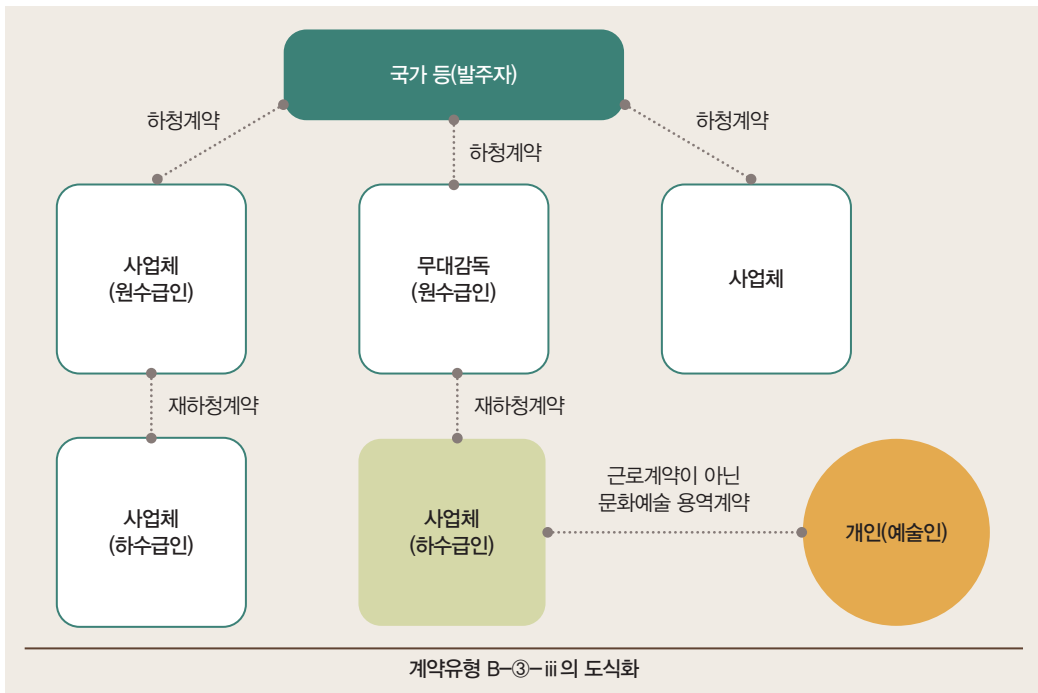 국가 등(발주자)
하청계약
하청계약
하청계약
사업체
(원수급인)
무대감독
(원수급인)
사업체
재하청계약
재하청계약
사업체
(하수급인)
사업체
(하수급인)
근로계약이 아닌
문화예술 용역계약
개인(예술인)
계약유형 B-③-ⅲ의 도식화